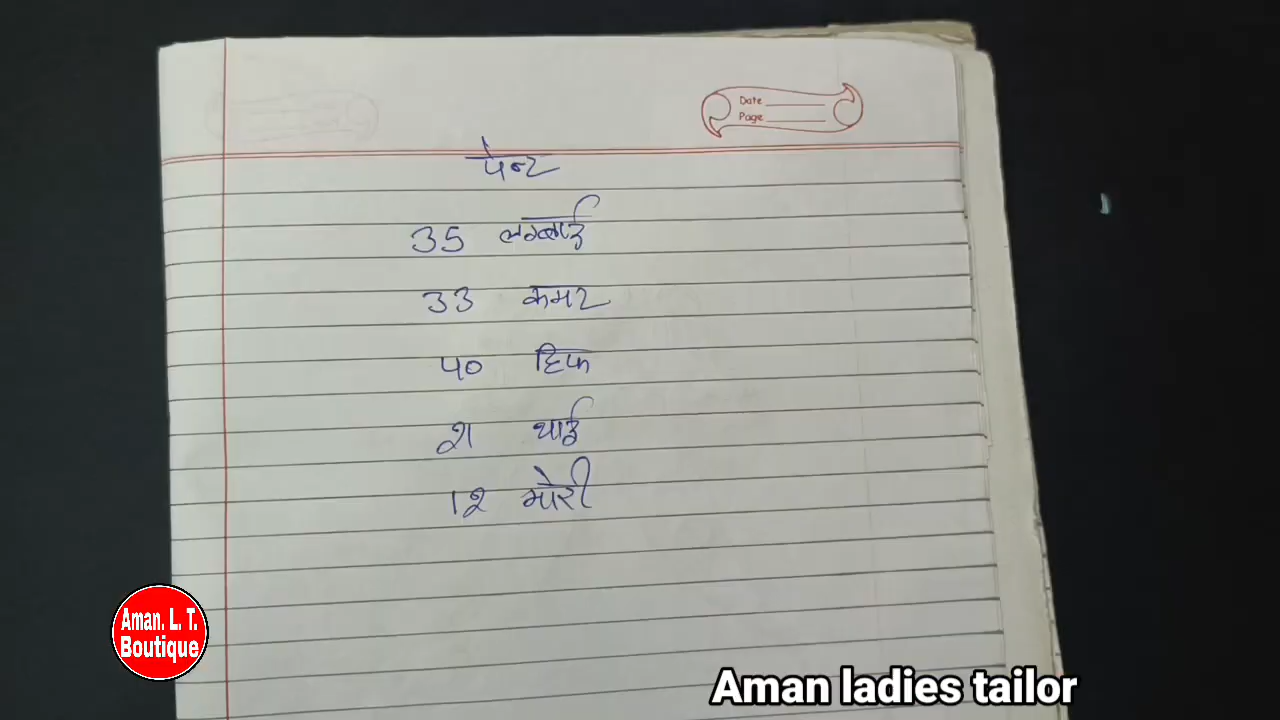 Date
Page
पेन्ट
35 लम्बाई
33 कमर
40 हिप
21 थाई
12 मोरी
Aman. L. T.
Boutique
Aman ladies tailor